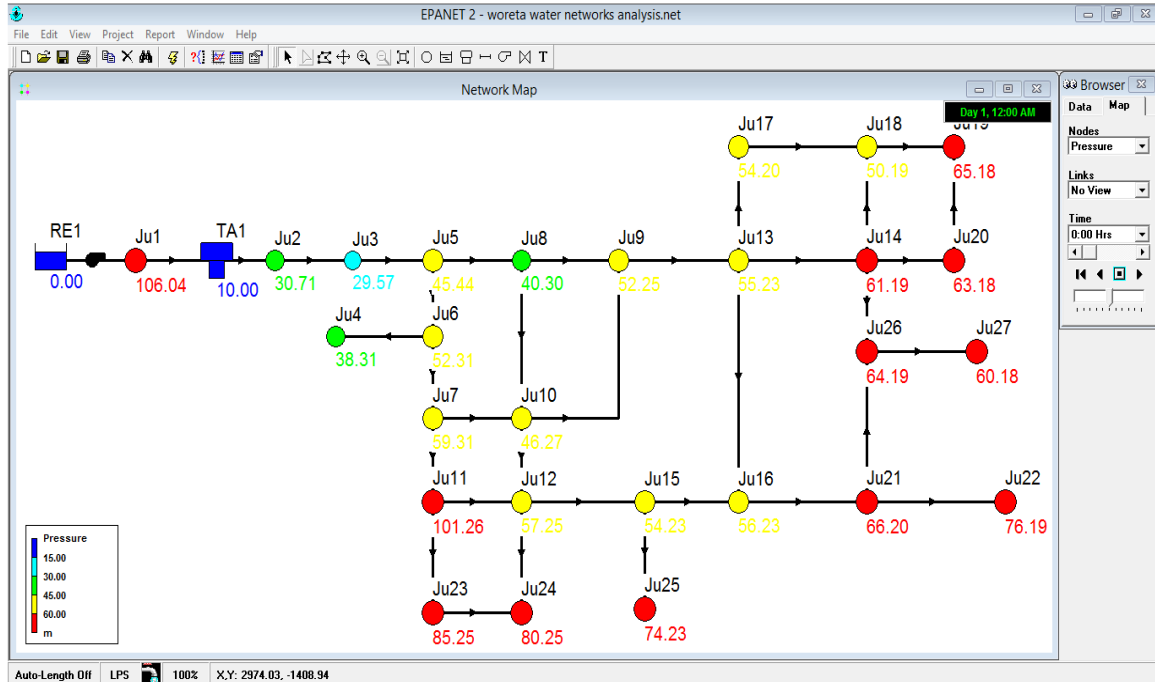 EPANET 2 - woreta water networks analysis.net
File Edit View Project Report Window Help
T
Network Map
Browser
Data Map
Day 1, 12:00 AM
Nodes
Pressure
Links
No View
Time
0:00 Hrs
Ju17 Ju18 Ju19
54.20 50.19 65.18
RE1 Ju1 TA1 Ju2 Ju3 Ju5 Ju8 Ju9 Ju13 Ju14 Ju20
0.00 106.04 10.00 30.71 29.57 45.44 40.30 52.25 55.23 61.19 63.18
Ju4 Ju6 Ju26 Ju27
38.31 52.31 64.19 60.18
Ju7 Ju10
59.31 46.27
Ju11 Ju12 Ju15 Ju16 Ju21 Ju22
101.26 57.25 54.23 56.23 66.20 76.19
Ju23 Ju24 Ju25
85.25 80.25 74.23
Pressure
15.00
30.00
45.00
60.00
m
Auto-Length Off LPS 100% X,Y: 2974.03, -1408.94